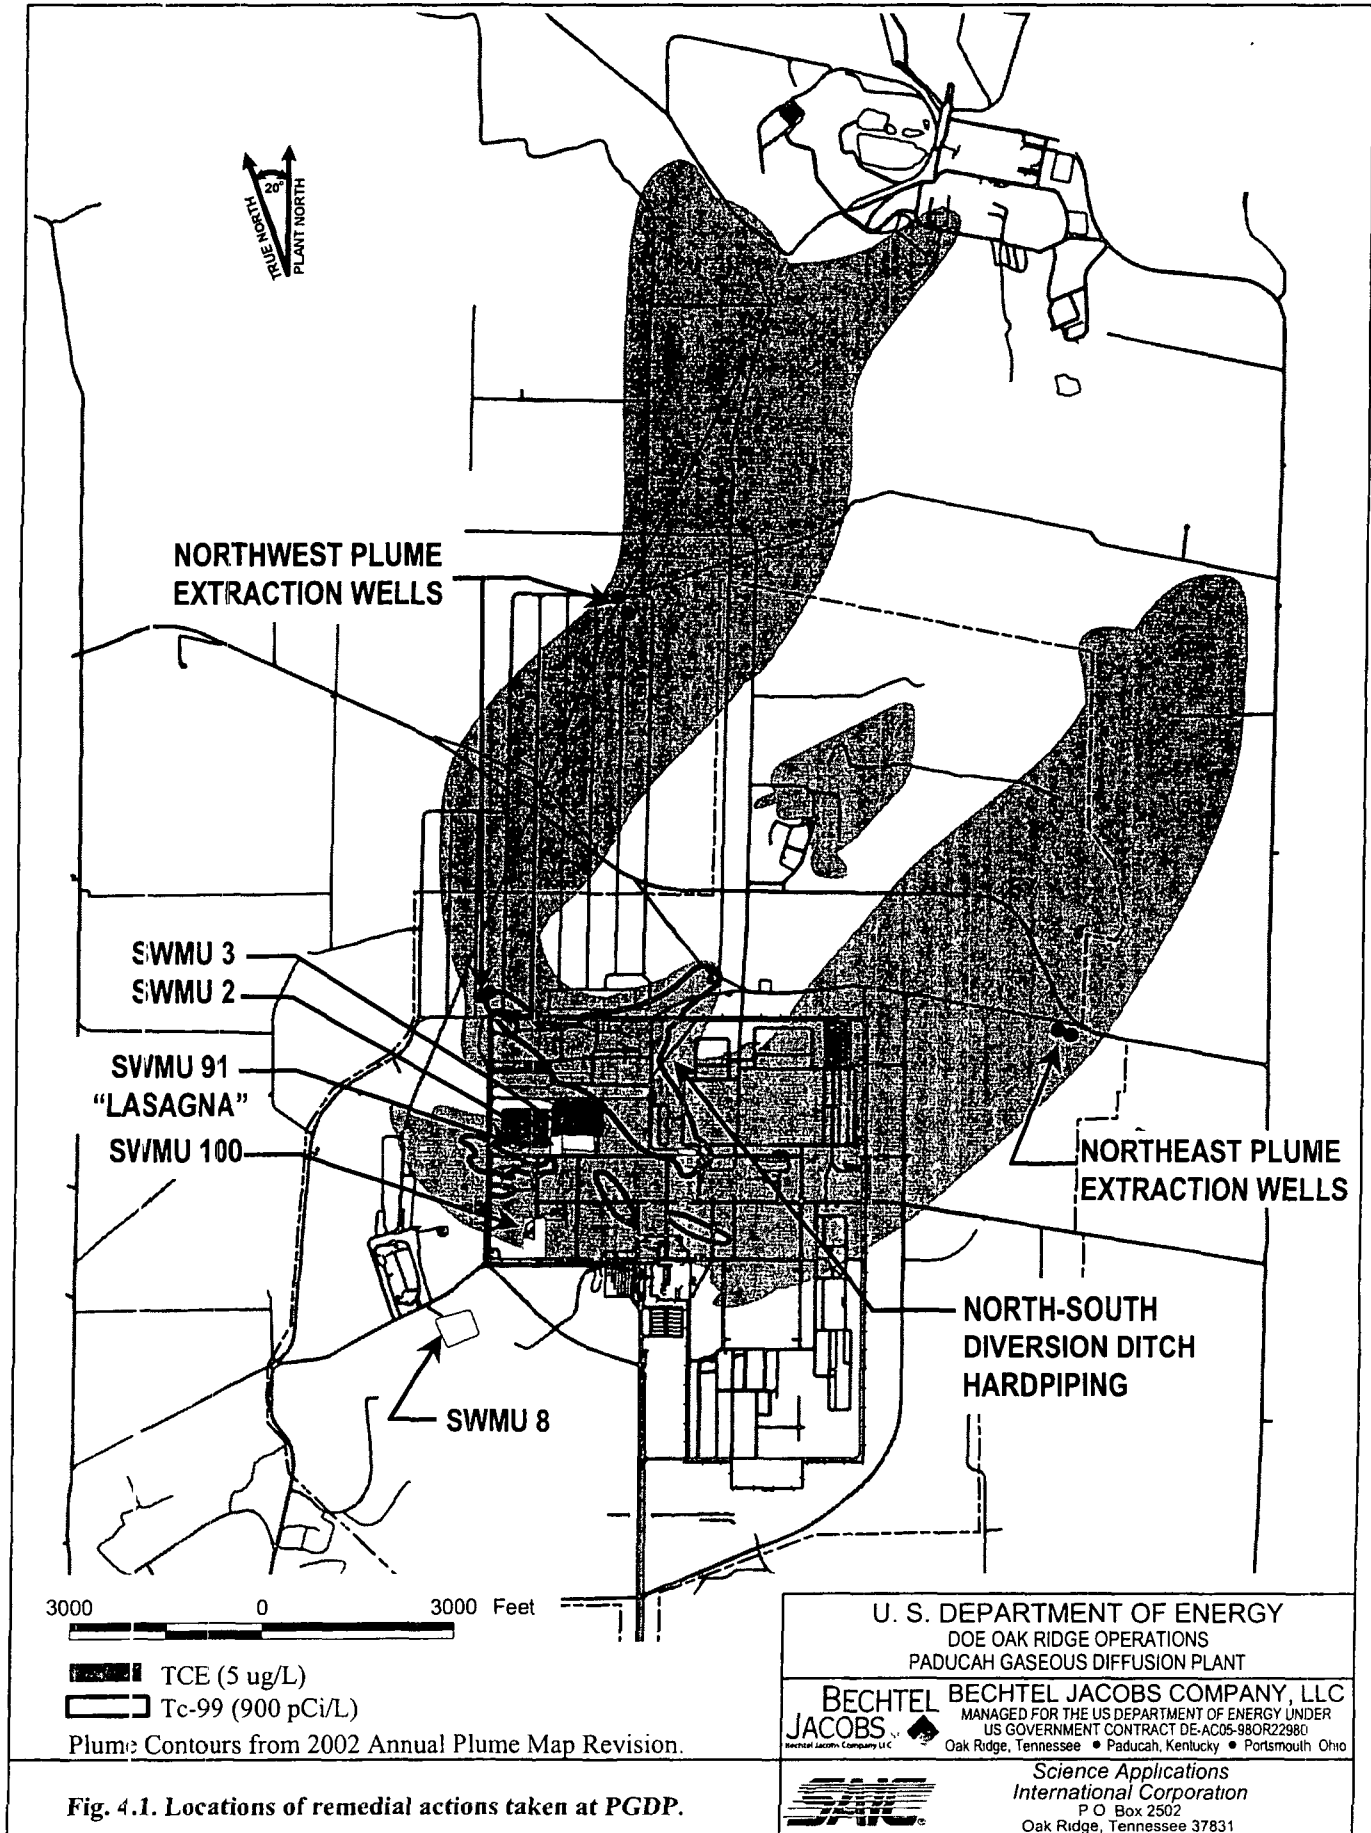 20°
TRUE NORTH
PLANT NORTH
NORTHWEST PLUME
EXTRACTION WELLS
SWMU 3
SWMU 2
SWMU 91
“LASAGNA”
SWMU 100
NORTHEAST PLUME
EXTRACTION WELLS
NORTH-SOUTH
DIVERSION DITCH
HARDPIPING
SWMU 8
3000 0 3000 Feet
TCE (5 ug/L)
Tc-99 (900 pCi/L)
Plume Contours from 2002 Annual Plume Map Revision.
Fig. 4.1. Locations of remedial actions taken at PGDP.
U. S. DEPARTMENT OF ENERGY
DOE OAK RIDGE OPERATIONS
PADUCAH GASEOUS DIFFUSION PLANT
BECHTEL
JACOBS
Bechtel Jacobs Company LLC
BECHTEL JACOBS COMPANY, LLC
MANAGED FOR THE US DEPARTMENT OF ENERGY UNDER
US GOVERNMENT CONTRACT DE-AC05-98OR22980
Oak Ridge, Tennessee • Paducah, Kentucky • Portsmouth Ohio
SAIC
Science Applications
International Corporation
P O Box 2502
Oak Ridge, Tennessee 37831